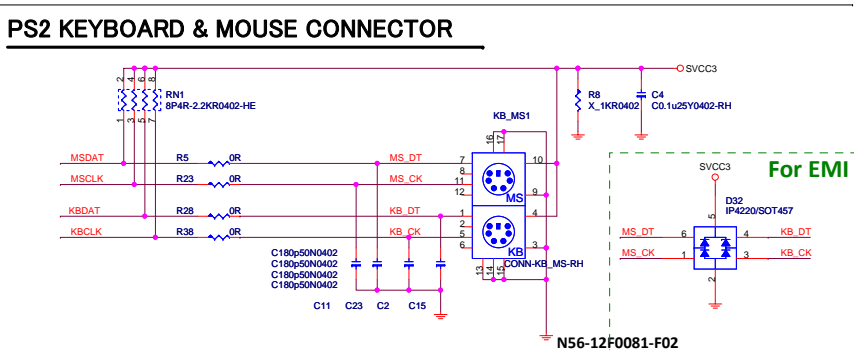 PS2 KEYBOARD & MOUSE CONNECTOR
SVCC3
2 4 6 8
RN1
8P4R-2.2KR0402-HE
1 3 5 7
R8
X_1KR0402
C4
C0.1u25Y0402-RH
KB_MS1
16 17
MSDAT R5 0R MS_DT 7 10
8
MSCLK R23 0R MS_CK 11
12 MS 9
KBDAT R28 0R KB_DT 1 4
2
KBCLK R38 0R KB_CK 5
6 KB 3
CONN-KB_MS-RH
13 14 15
C180p50N0402
C180p50N0402
C180p50N0402
C180p50N0402
C11 C23 C2 C15
N56-12F0081-F02
For EMI
SVCC3
D32
IP4220/SOT457
5
MS_DT 6 4 KB_DT
MS_CK 1 3 KB_CK
2